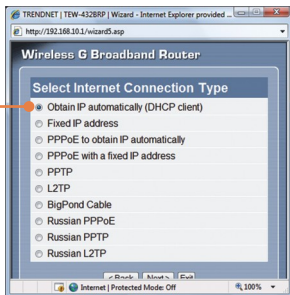 TRENDNET | TEW-432BRP | Wizard - Internet Explorer provided ...
http://192.168.10.1/wizard5.asp
Wireless G Broadband Router
Select Internet Connection Type
Obtain IP automatically (DHCP client)
Fixed IP address
PPPoE to obtain IP automatically
PPPoE with a fixed IP address
PPTP
L2TP
BigPond Cable
Russian PPPoE
Russian PPTP
Russian L2TP
< Back Next > Exit
Internet | Protected Mode: Off 100%